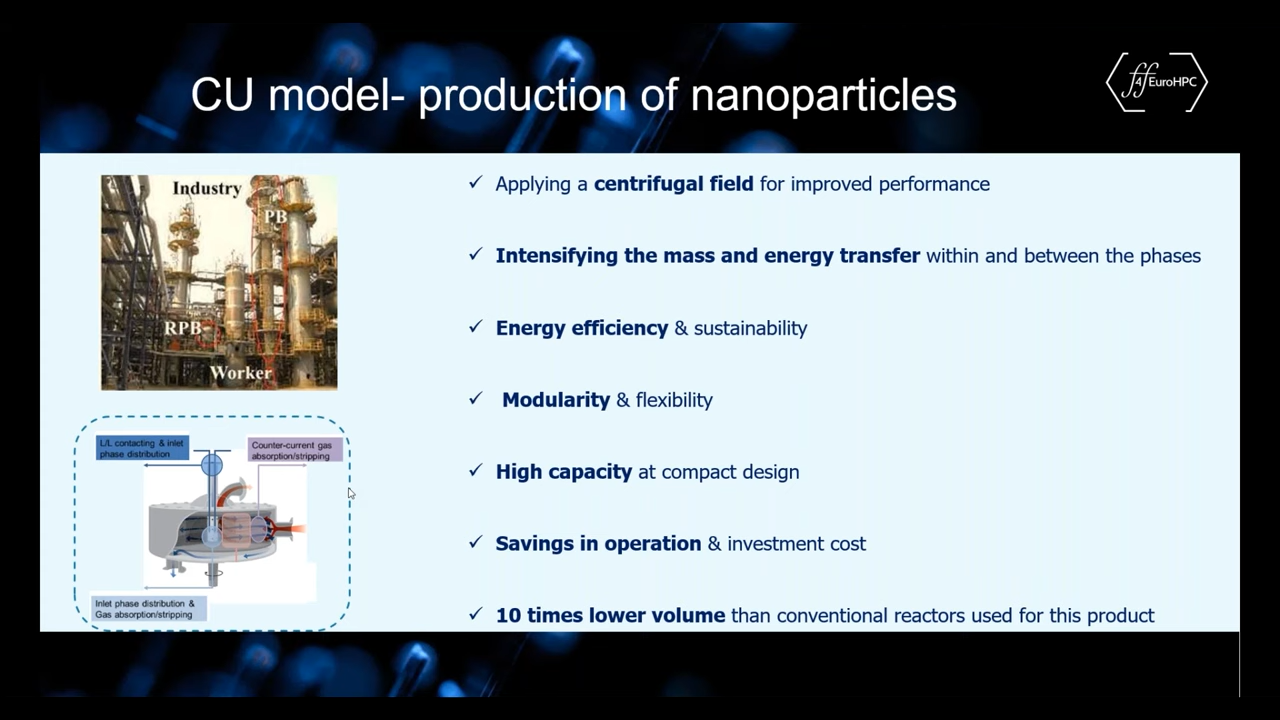 CU model- production of nanoparticles
ff4EuroHPC
Industry
PB
RPB
Worker
L/L contacting & inlet
phase distribution
Counter-current gas
absorption/stripping
Inlet phase distribution &
Gas absorption/stripping
✓ Applying a centrifugal field for improved performance
✓ Intensifying the mass and energy transfer within and between the phases
✓ Energy efficiency & sustainability
✓ Modularity & flexibility
✓ High capacity at compact design
✓ Savings in operation & investment cost
✓ 10 times lower volume than conventional reactors used for this product